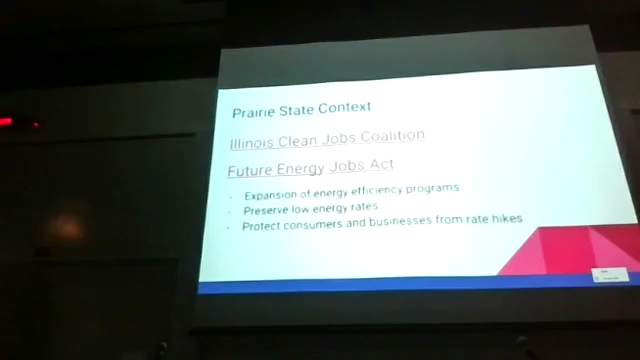 Prairie State Context
Illinois Clean Jobs Coalition
Future Energy Jobs Act
- Expansion of energy efficiency programs
- Preserve low energy rates
- Protect consumers and businesses from rate hikes